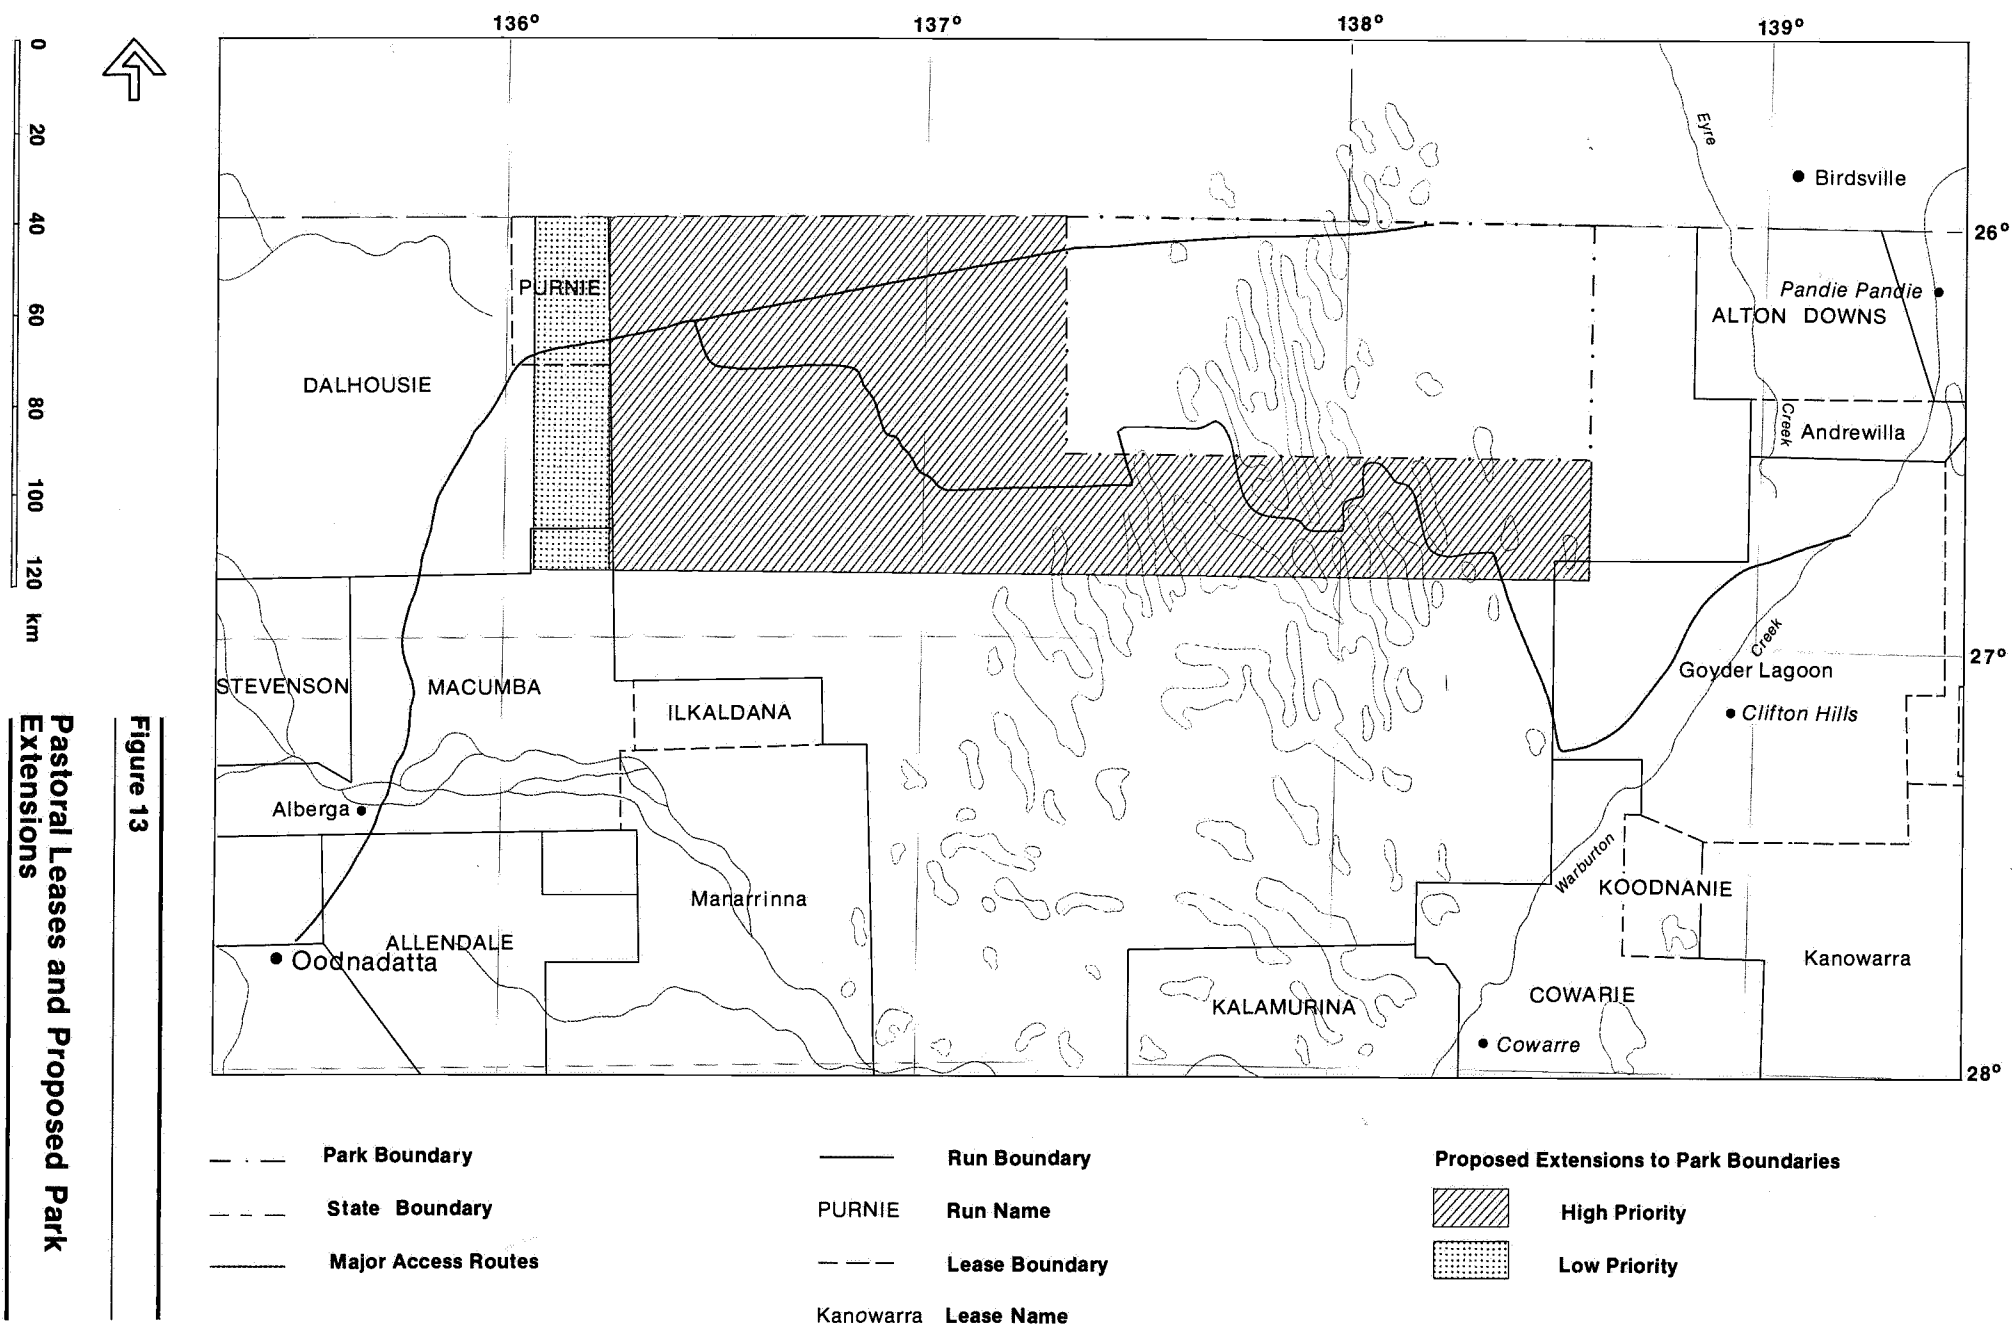 136° 137° 138° 139°
0
20
40
60
80
100
120
km
Eyre
Birdsville
26°
PURNIE
Pandie Pandie
ALTON DOWNS
DALHOUSIE
Creek
Andrewilla
Creek
27°
Goyder Lagoon
STEVENSON
MACUMBA
ILKALDANA
Clifton Hills
Alberga
Warburton
KOODNANIE
Manarrinna
ALLENDALE
Oodnadatta
Kanowarra
COWARIE
KALAMURINA
Cowarre
28°
Figure 13
Pastoral Leases and Proposed Park
Extensions
Park Boundary
State Boundary
Major Access Routes
Run Boundary
PURNIE Run Name
Lease Boundary
Kanowarra Lease Name
Proposed Extensions to Park Boundaries
High Priority
Low Priority